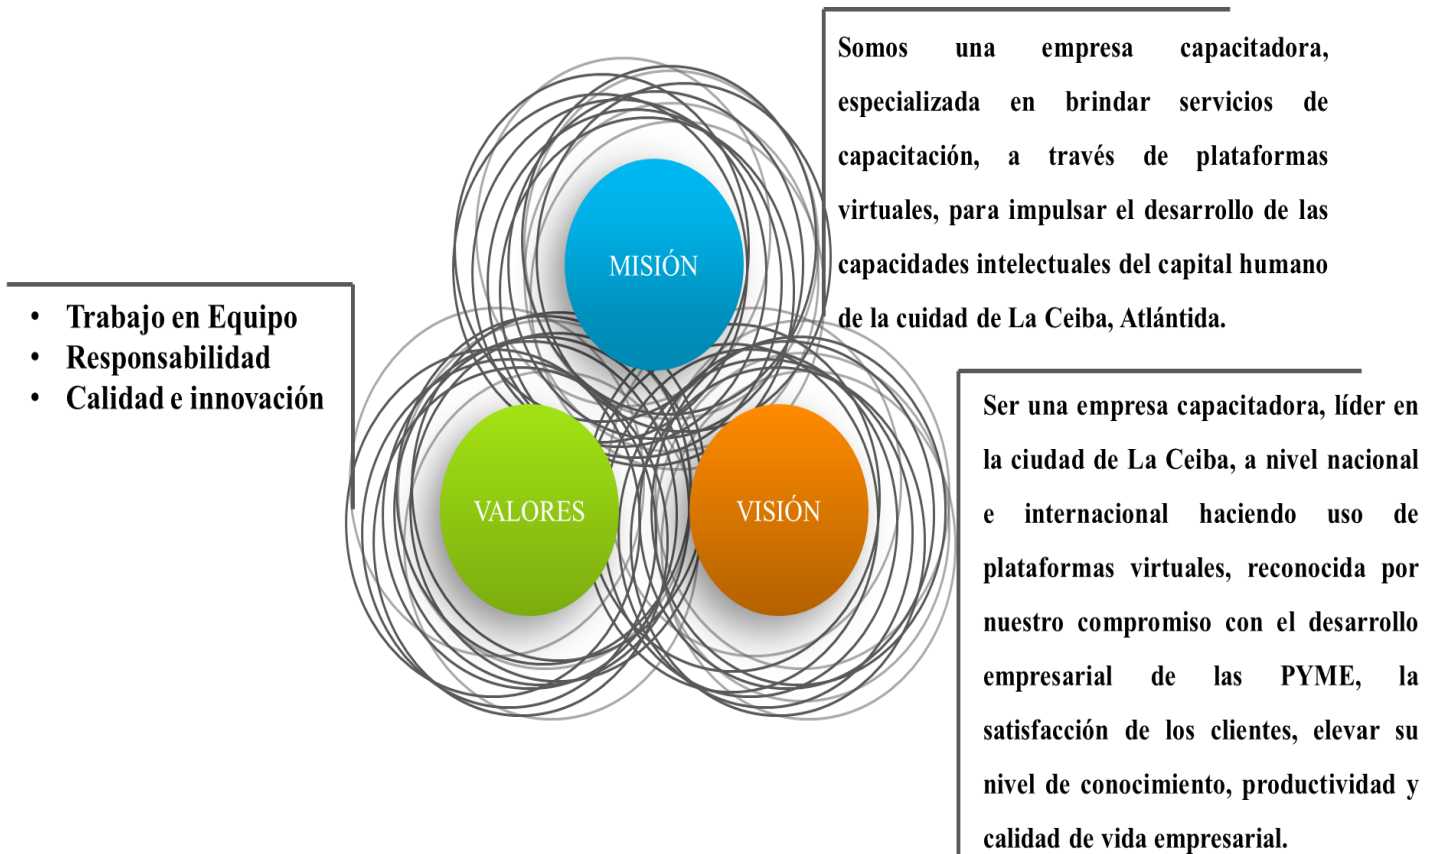 Somos una empresa capacitadora,
especializada en brindar servicios de
capacitación, a través de plataformas
virtuales, para impulsar el desarrollo de las
capacidades intelectuales del capital humano
de la cuidad de La Ceiba, Atlántida.
MISIÓN
• Trabajo en Equipo
• Responsabilidad
• Calidad e innovación
VALORES
VISIÓN
Ser una empresa capacitadora, líder en
la ciudad de La Ceiba, a nivel nacional
e internacional haciendo uso de
plataformas virtuales, reconocida por
nuestro compromiso con el desarrollo
empresarial de las PYME, la
satisfacción de los clientes, elevar su
nivel de conocimiento, productividad y
calidad de vida empresarial.